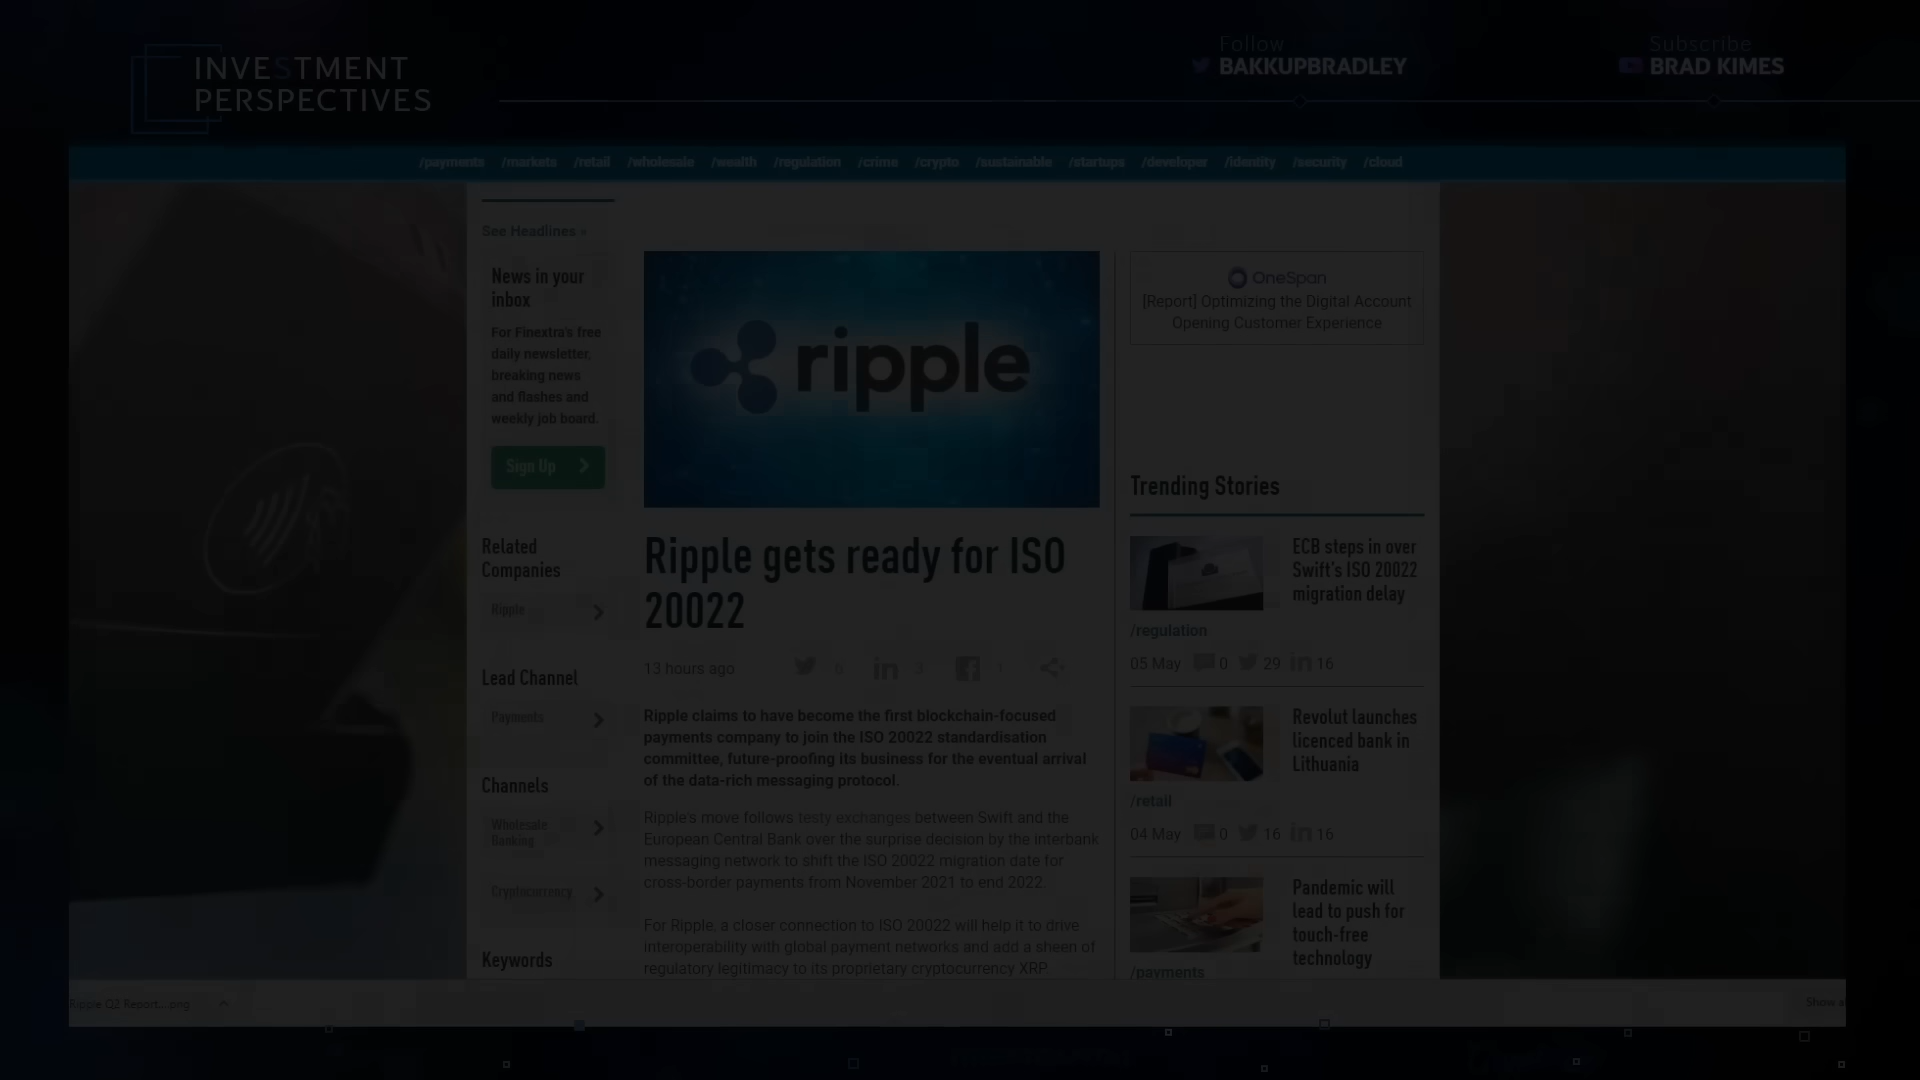 INVESTMENT
PERSPECTIVES
Follow
BAKKUPBRADLEY
Subscribe
BRAD KIMES
/payments /markets /retail /wholesale /wealth /regulation /crime /crypto /sustainable /startups /developer /identity /security /cloud
See Headlines »
News in your
inbox
For Finextra's free
daily newsletter,
breaking news
and flashes and
weekly job board.
Sign Up
Related
Companies
Ripple
Lead Channel
Payments
Channels
Wholesale
Banking
Cryptocurrency
Keywords
ripple
Ripple gets ready for ISO
20022
13 hours ago 6 3 1
Ripple claims to have become the first blockchain-focused
payments company to join the ISO 20022 standardisation
committee, future-proofing its business for the eventual arrival
of the data-rich messaging protocol.
Ripple's move follows testy exchanges between Swift and the
European Central Bank over the surprise decision by the interbank
messaging network to shift the ISO 20022 migration date for
cross-border payments from November 2021 to end 2022.
For Ripple, a closer connection to ISO 20022 will help it to drive
interoperability with global payment networks and add a sheen of
regulatory legitimacy to its proprietary cryptocurrency XRP.
OneSpan
[Report] Optimizing the Digital Account
Opening Customer Experience
Trending Stories
ECB steps in over
Swift's ISO 20022
migration delay
/regulation
05 May 0 29 16
Revolut launches
licenced bank in
Lithuania
/retail
04 May 0 16 16
Pandemic will
lead to push for
touch-free
technology
/payments
Ripple Q2 Report....png
Show a